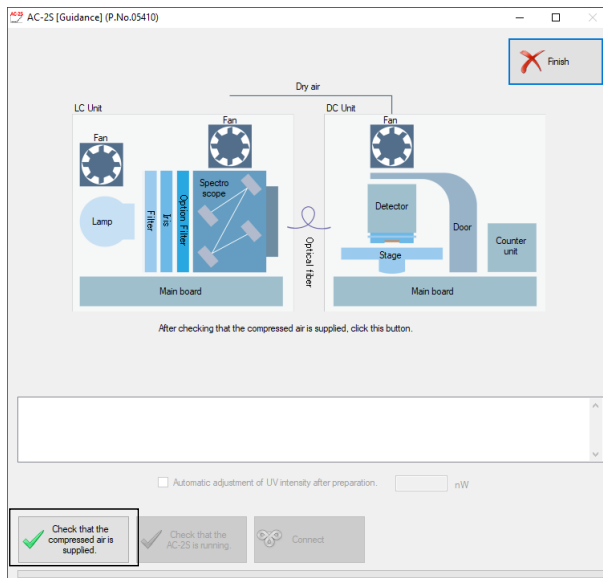 AC-2S
AC-2S [Guidance] (P.No.05410)
Finish
Dry air
LC Unit
DC Unit
Fan
Fan
Fan
Lamp
Filter
Iris
Option Filter
Spectro
scope
Optical fiber
Detector
Stage
Door
Counter
unit
Main board
Main board
After checking that the compressed air is supplied, click this button.
Automatic adjustment of UV intensity after preparation.
nW
Check that the
compressed air is
supplied.
Check that the
AC-2S is running.
Connect